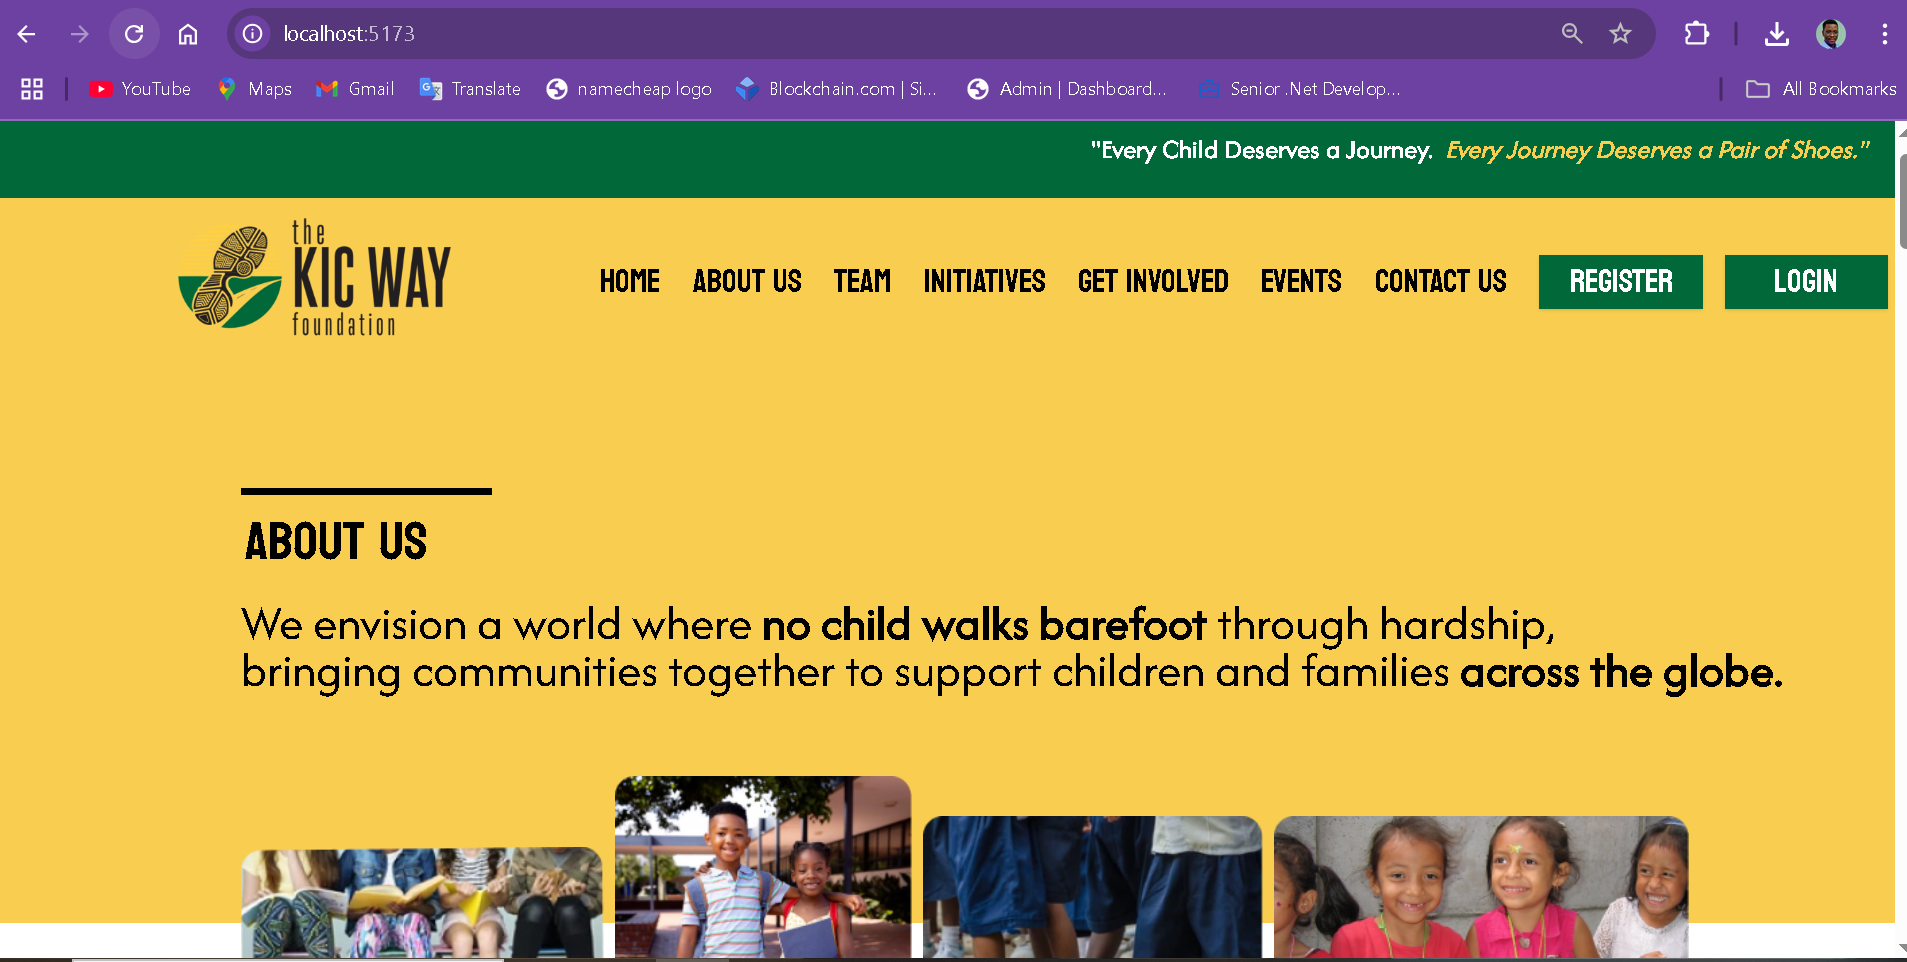 localhost:5173
YouTube Maps Gmail Translate namecheap logo Blockchain.com | Si... Admin | Dashboard... Senior .Net Develop... All Bookmarks
"Every Child Deserves a Journey. Every Journey Deserves a Pair of Shoes."
the
KIC WAY
foundation
HOME ABOUT US TEAM INITIATIVES GET INVOLVED EVENTS CONTACT US REGISTER LOGIN
ABOUT US
We envision a world where no child walks barefoot through hardship,
bringing communities together to support children and families across the globe.